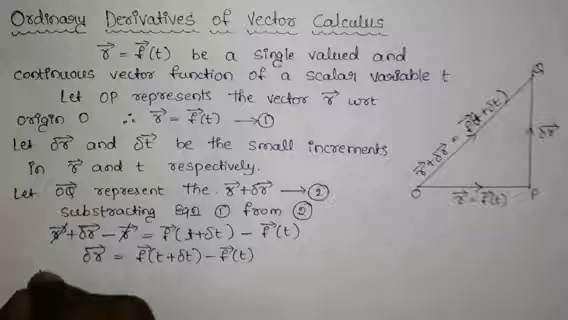 Ordinary Derivatives of Vector Calculus
r⃗ = f⃗(t) be a single valued and
continuous vector function of a scalar variable t
Let OP represents the vector r⃗ wrt
origin O ∴ r⃗ = f⃗(t) → ①
Let δr⃗ and δt⃗ be the small increments
in r⃗ and t respectively.
Let OQ⃗ represent the r⃗+δr⃗ → ②
substracting Eqn ① from ②
r⃗+δr⃗ - r⃗ = f⃗(t+δt) - f⃗(t)
δr⃗ = f⃗(t+δt) - f⃗(t)
Q
r⃗+δr⃗ = f⃗(t+δt)
δr⃗
O
P
r⃗=f⃗(t)